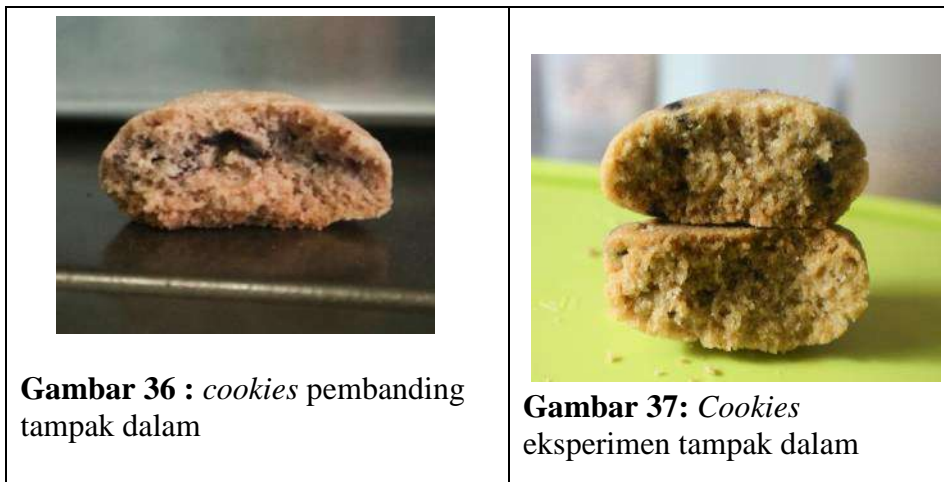 Gambar 36 : cookies pembanding
tampak dalam
Gambar 37: Cookies
eksperimen tampak dalam